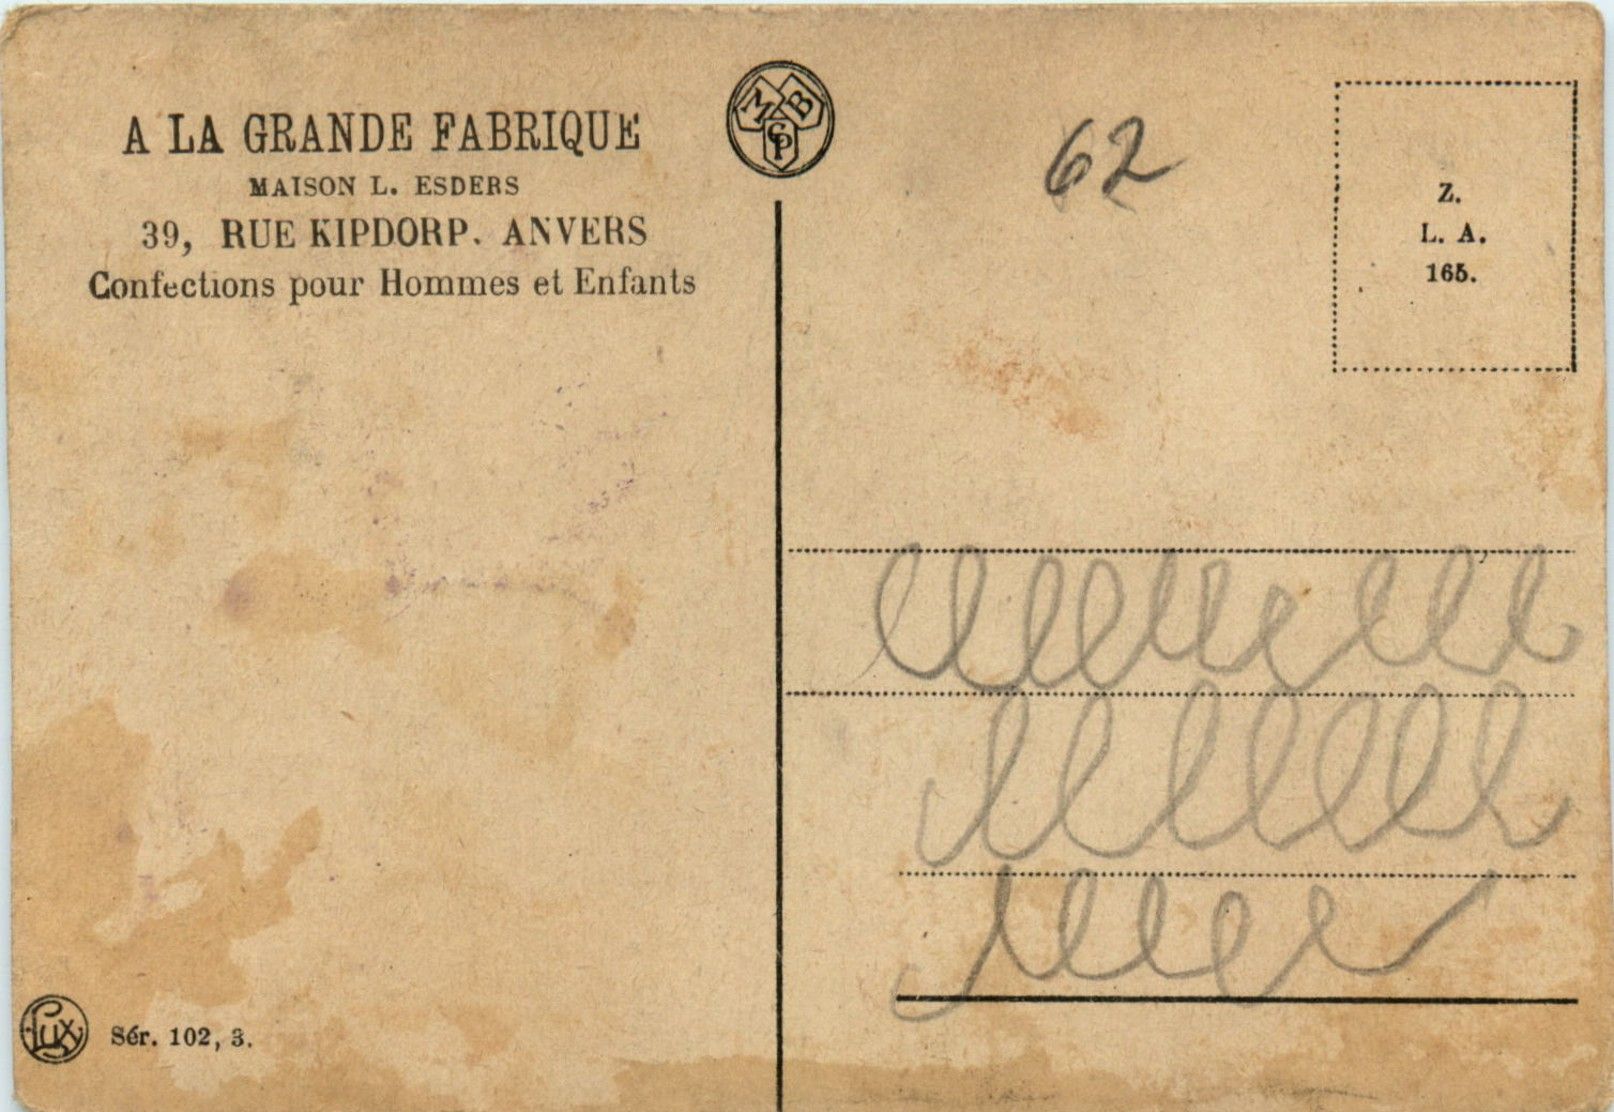 A LA GRANDE FABRIQUE
MAISON L. ESDERS
39, RUE KIPDORP. ANVERS
Confections pour Hommes et Enfants
M B
C P
62
Z.
L. A.
165.
Lux
Sér. 102, 3.